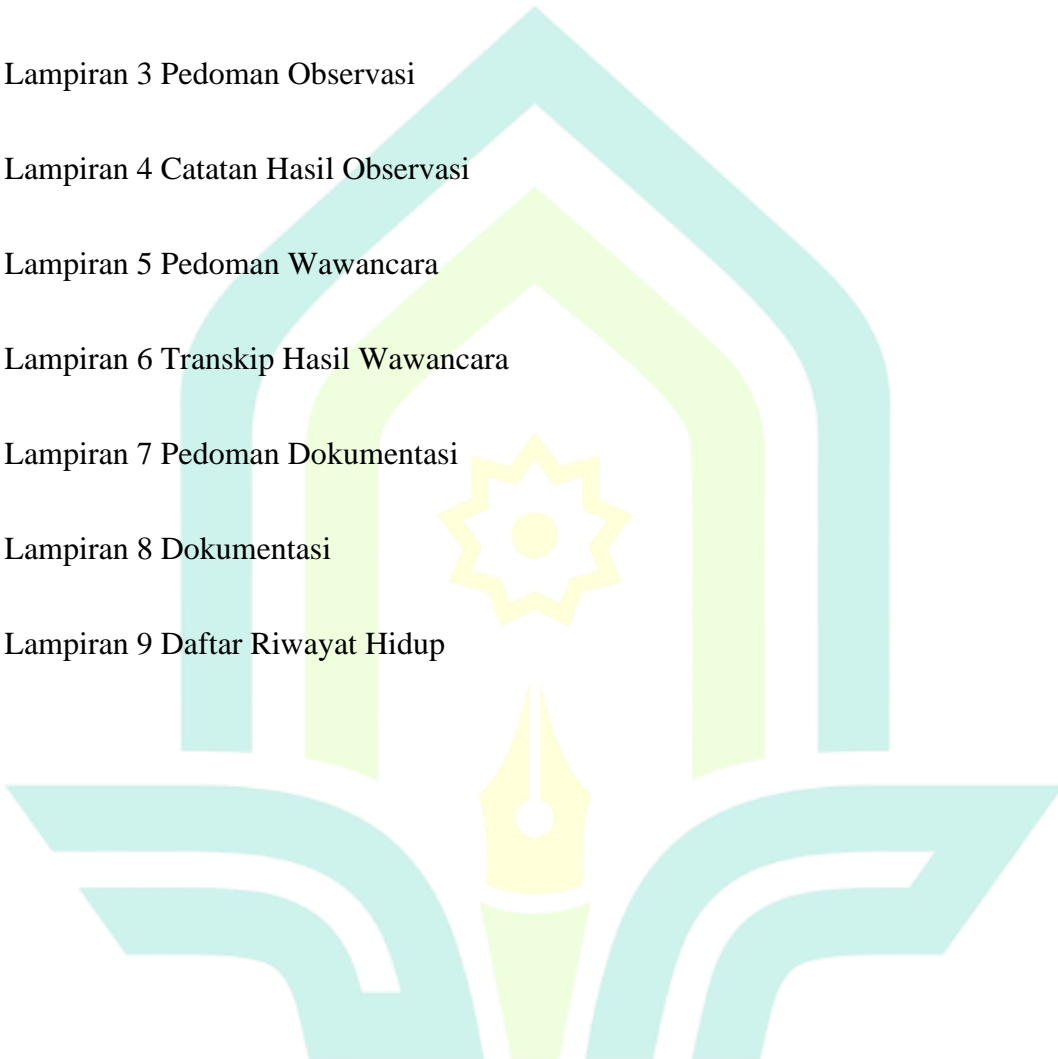 Lampiran 3 Pedoman Observasi
Lampiran 4 Catatan Hasil Observasi
Lampiran 5 Pedoman Wawancara
Lampiran 6 Transkip Hasil Wawancara
Lampiran 7 Pedoman Dokumentasi
Lampiran 8 Dokumentasi
Lampiran 9 Daftar Riwayat Hidup